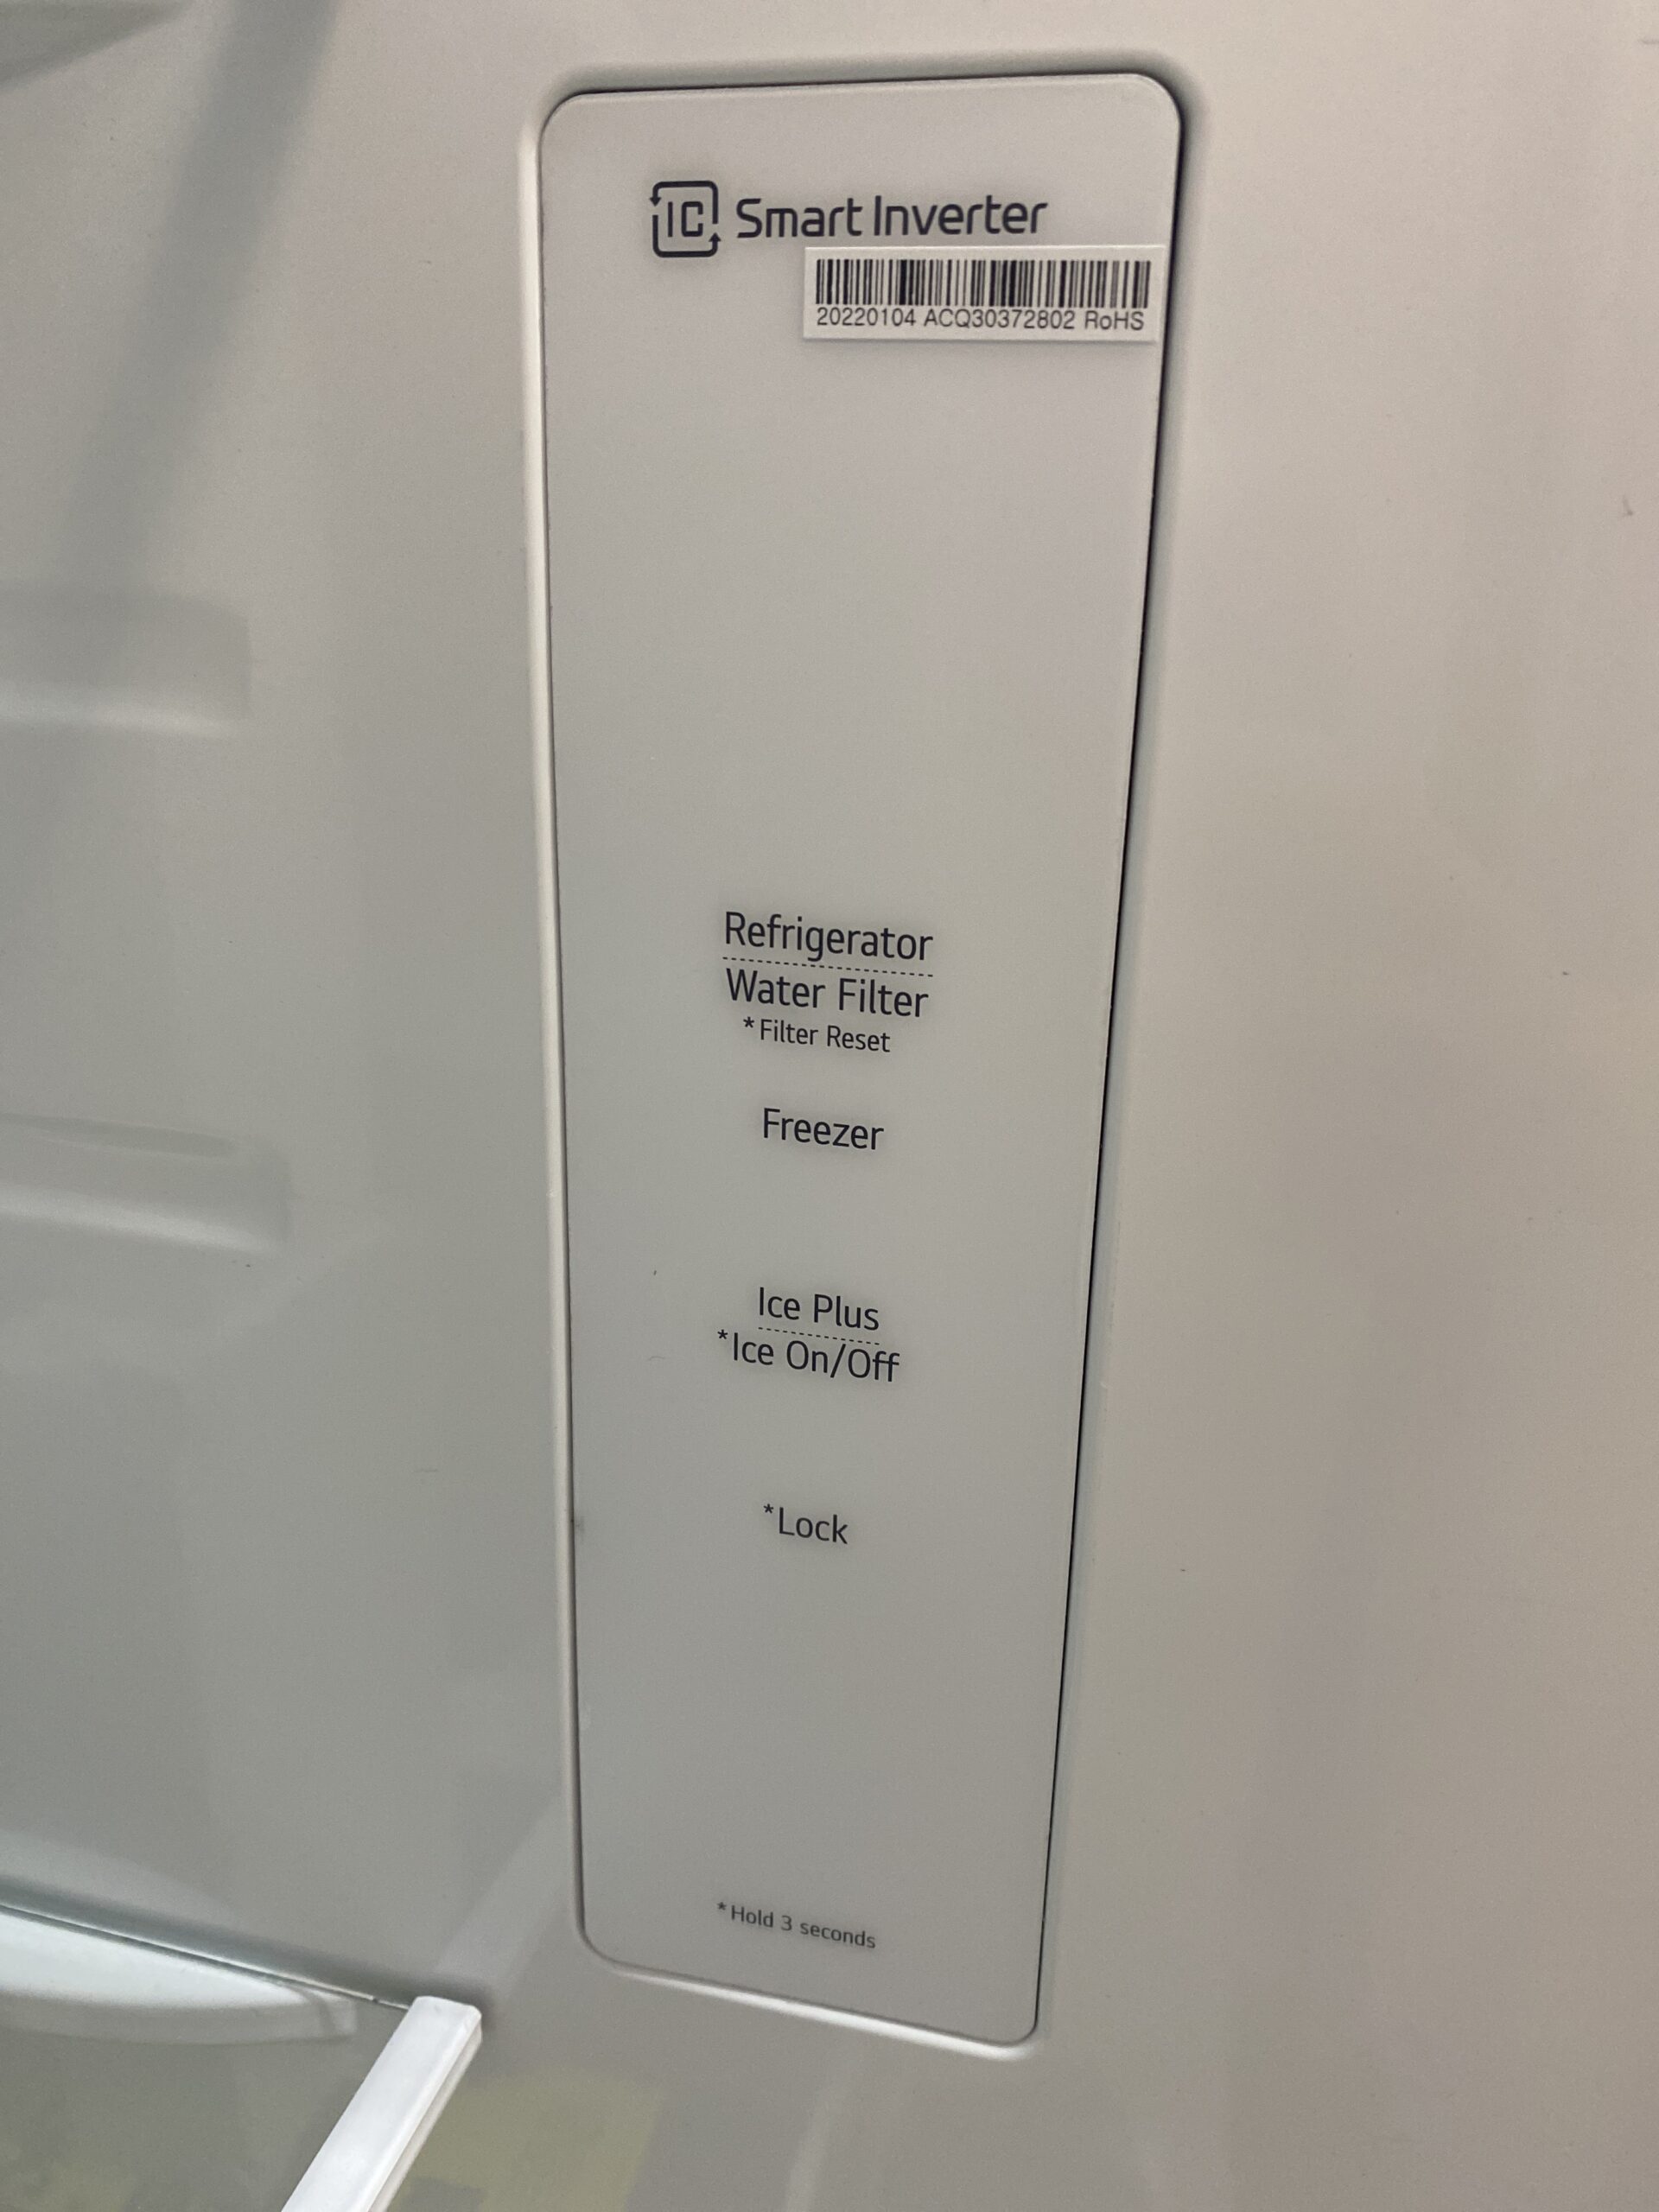 IC Smart Inverter
20220104 ACQ30372802 RoHS
Refrigerator
Water Filter
*Filter Reset
Freezer
Ice Plus
*Ice On/Off
*Lock
*Hold 3 seconds